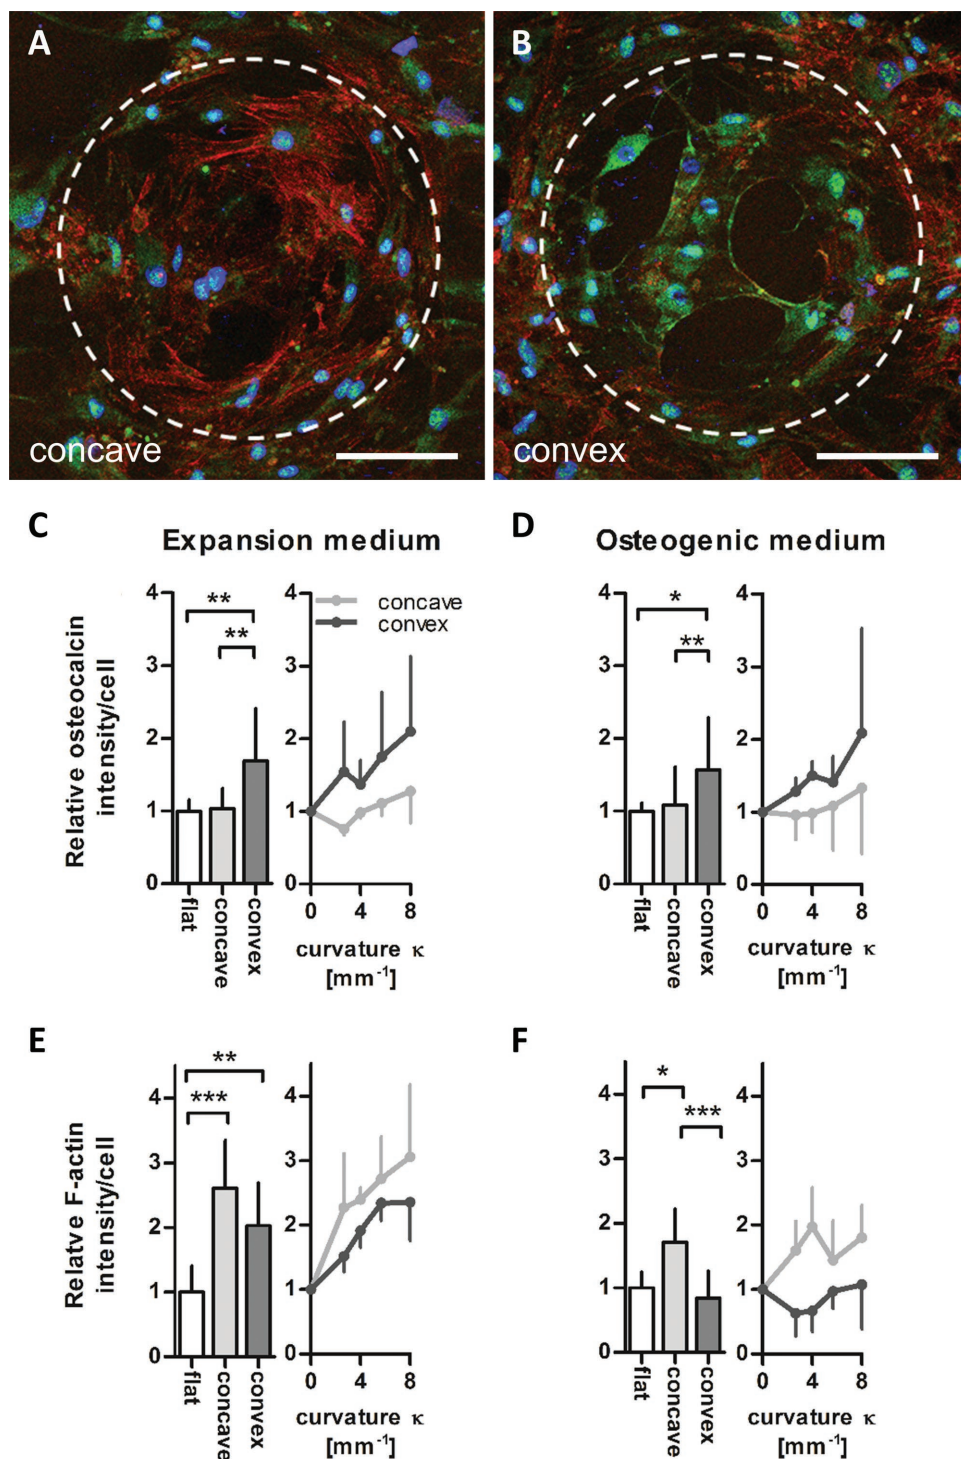 A
B
concave
convex
C
Expansion medium
D
Osteogenic medium
Relative osteocalcin
intensity/cell
4
3
2
1
0
**
**
flat
concave
convex
4
3
2
1
0
concave
convex
0 4 8
curvature κ
[mm⁻¹]
4
3
2
1
0
*
**
flat
concave
convex
4
3
2
1
0
0 4 8
curvature κ
[mm⁻¹]
E
F
Relatve F-actin
intensity/cell
4
3
2
1
0
**
***
flat
concave
convex
4
3
2
1
0
0 4 8
curvature κ
[mm⁻¹]
4
3
2
1
0
*
***
flat
concave
convex
4
3
2
1
0
0 4 8
curvature κ
[mm⁻¹]